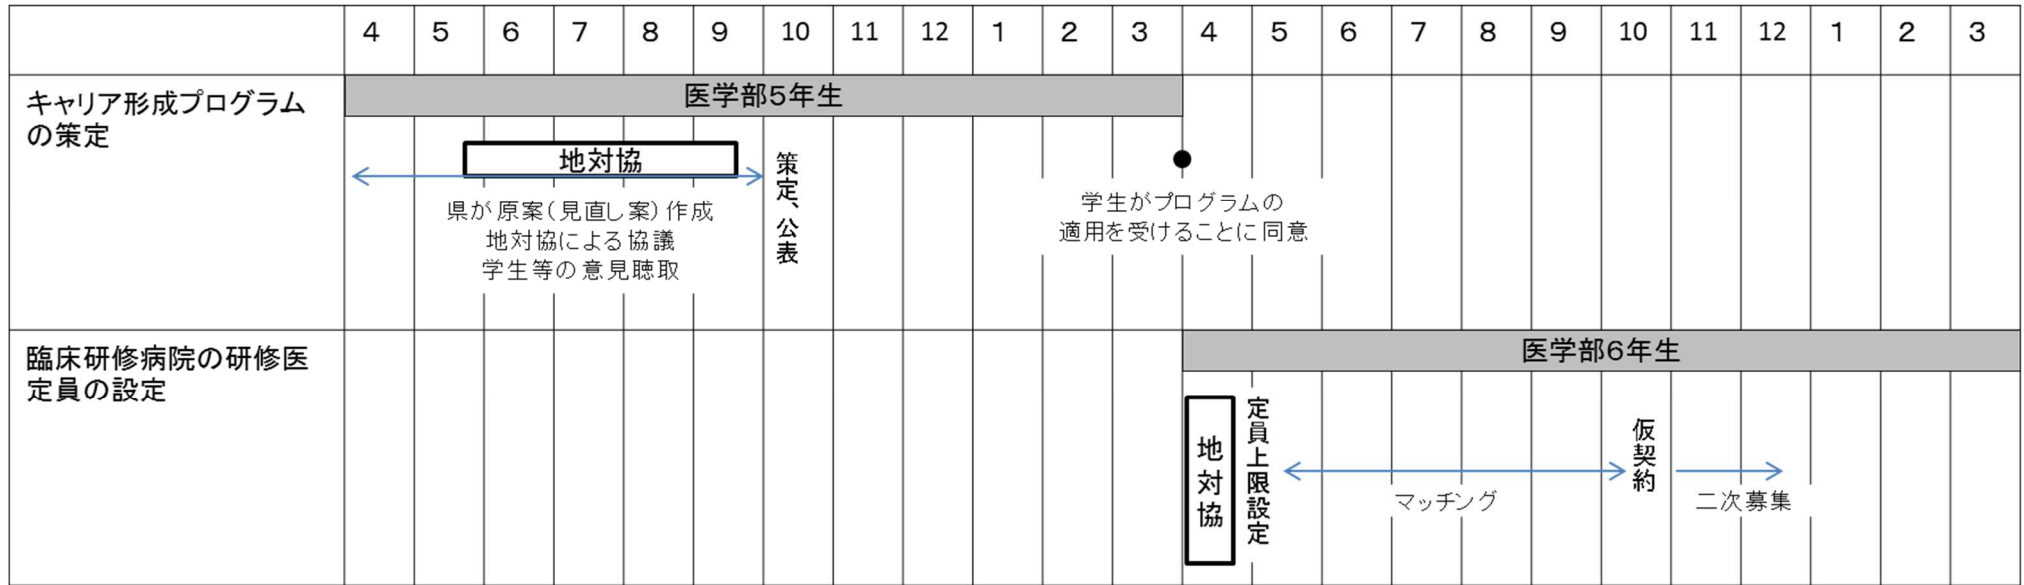 4 5 6 7 8 9 10 11 12 1 2 3 4 5 6 7 8 9 10 11 12 1 2 3
キャリア形成プログラム
の策定
医学部5年生
地対協
県が原案(見直し案)作成
地対協による協議
学生等の意見聴取
策定、公表
学生がプログラムの
適用を受けることに同意
臨床研修病院の研修医
定員の設定
医学部6年生
地対協
定員上限設定
マッチング
仮契約
二次募集